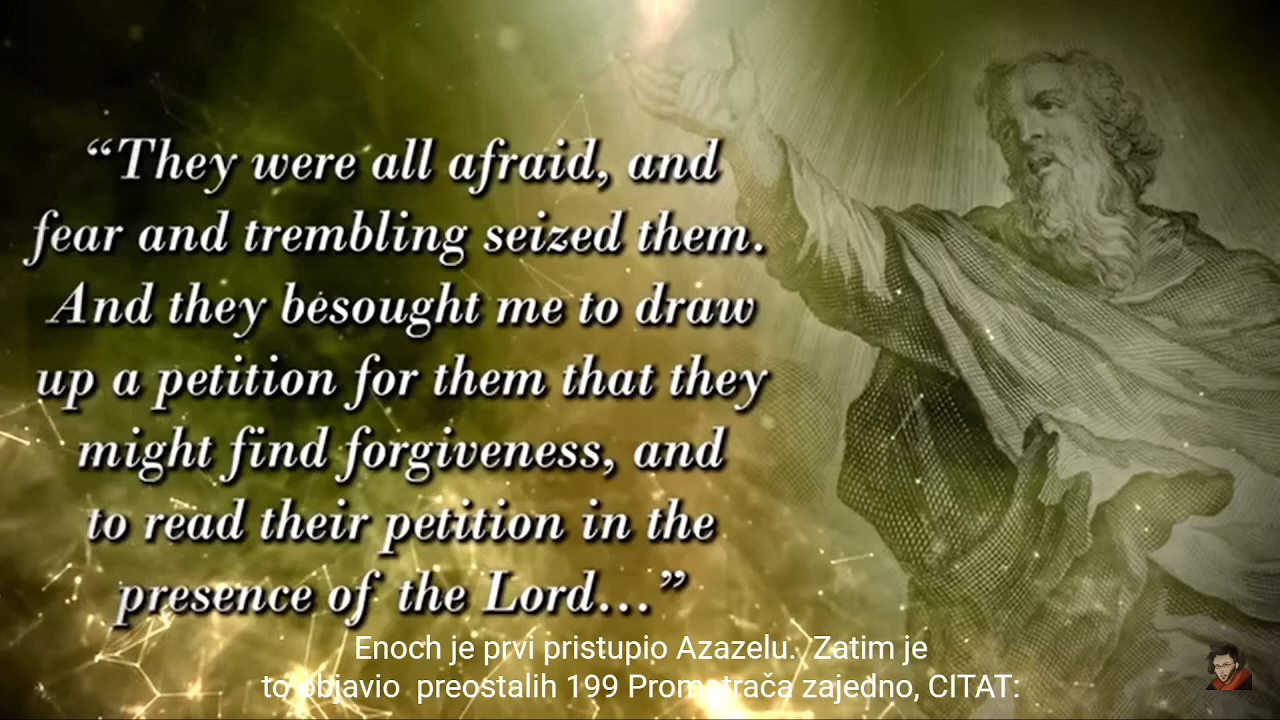 “They were all afraid, and
fear and trembling seized them.
And they besought me to draw
up a petition for them that they
might find forgiveness, and
to read their petition in the
presence of the Lord...”
Enoch je prvi pristupio Azazelu.  Zatim je
to objavio  preostalih 199 Promatrača zajedno, CITAT: